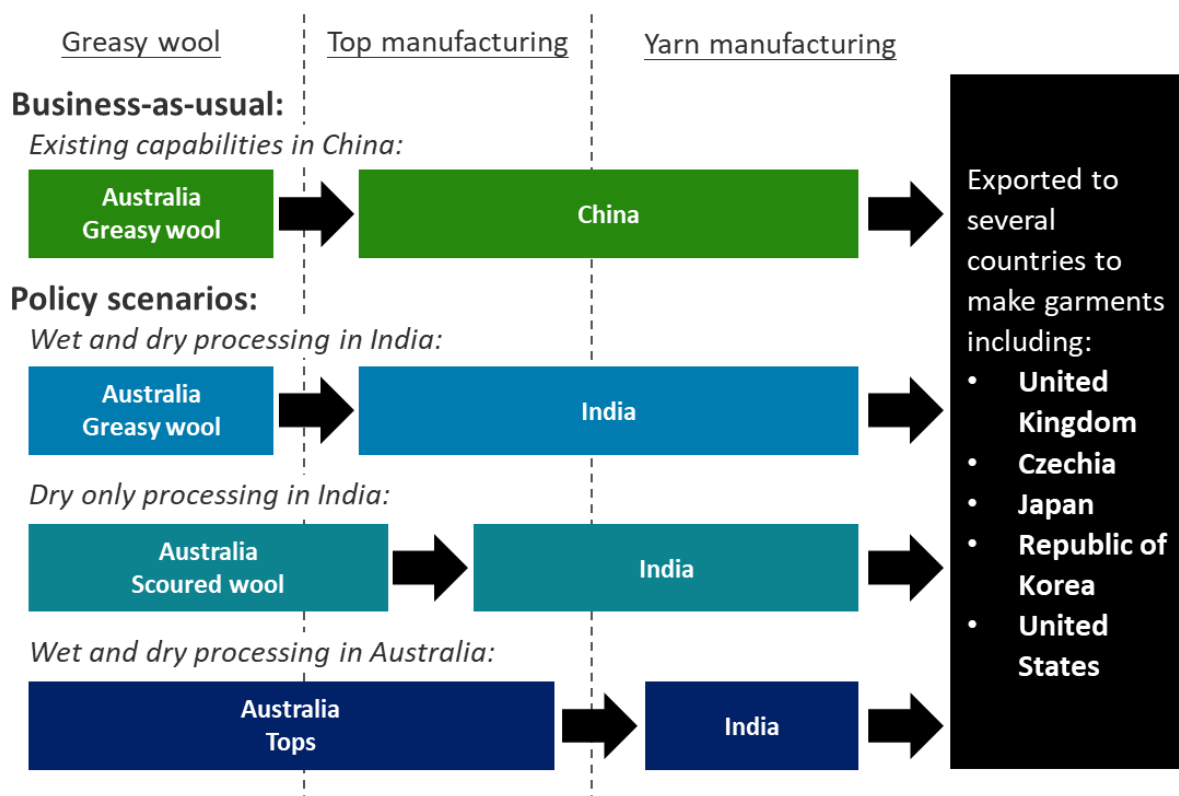 Greasy wool
Top manufacturing
Yarn manufacturing
Business-as-usual:
Existing capabilities in China:
Australia
Greasy wool
China
Policy scenarios:
Wet and dry processing in India:
Australia
Greasy wool
India
Dry only processing in India:
Australia
Scoured wool
India
Wet and dry processing in Australia:
Australia
Tops
India
Exported to
several
countries to
make garments
including:
• United
Kingdom
• Czechia
• Japan
• Republic of
Korea
• United
States